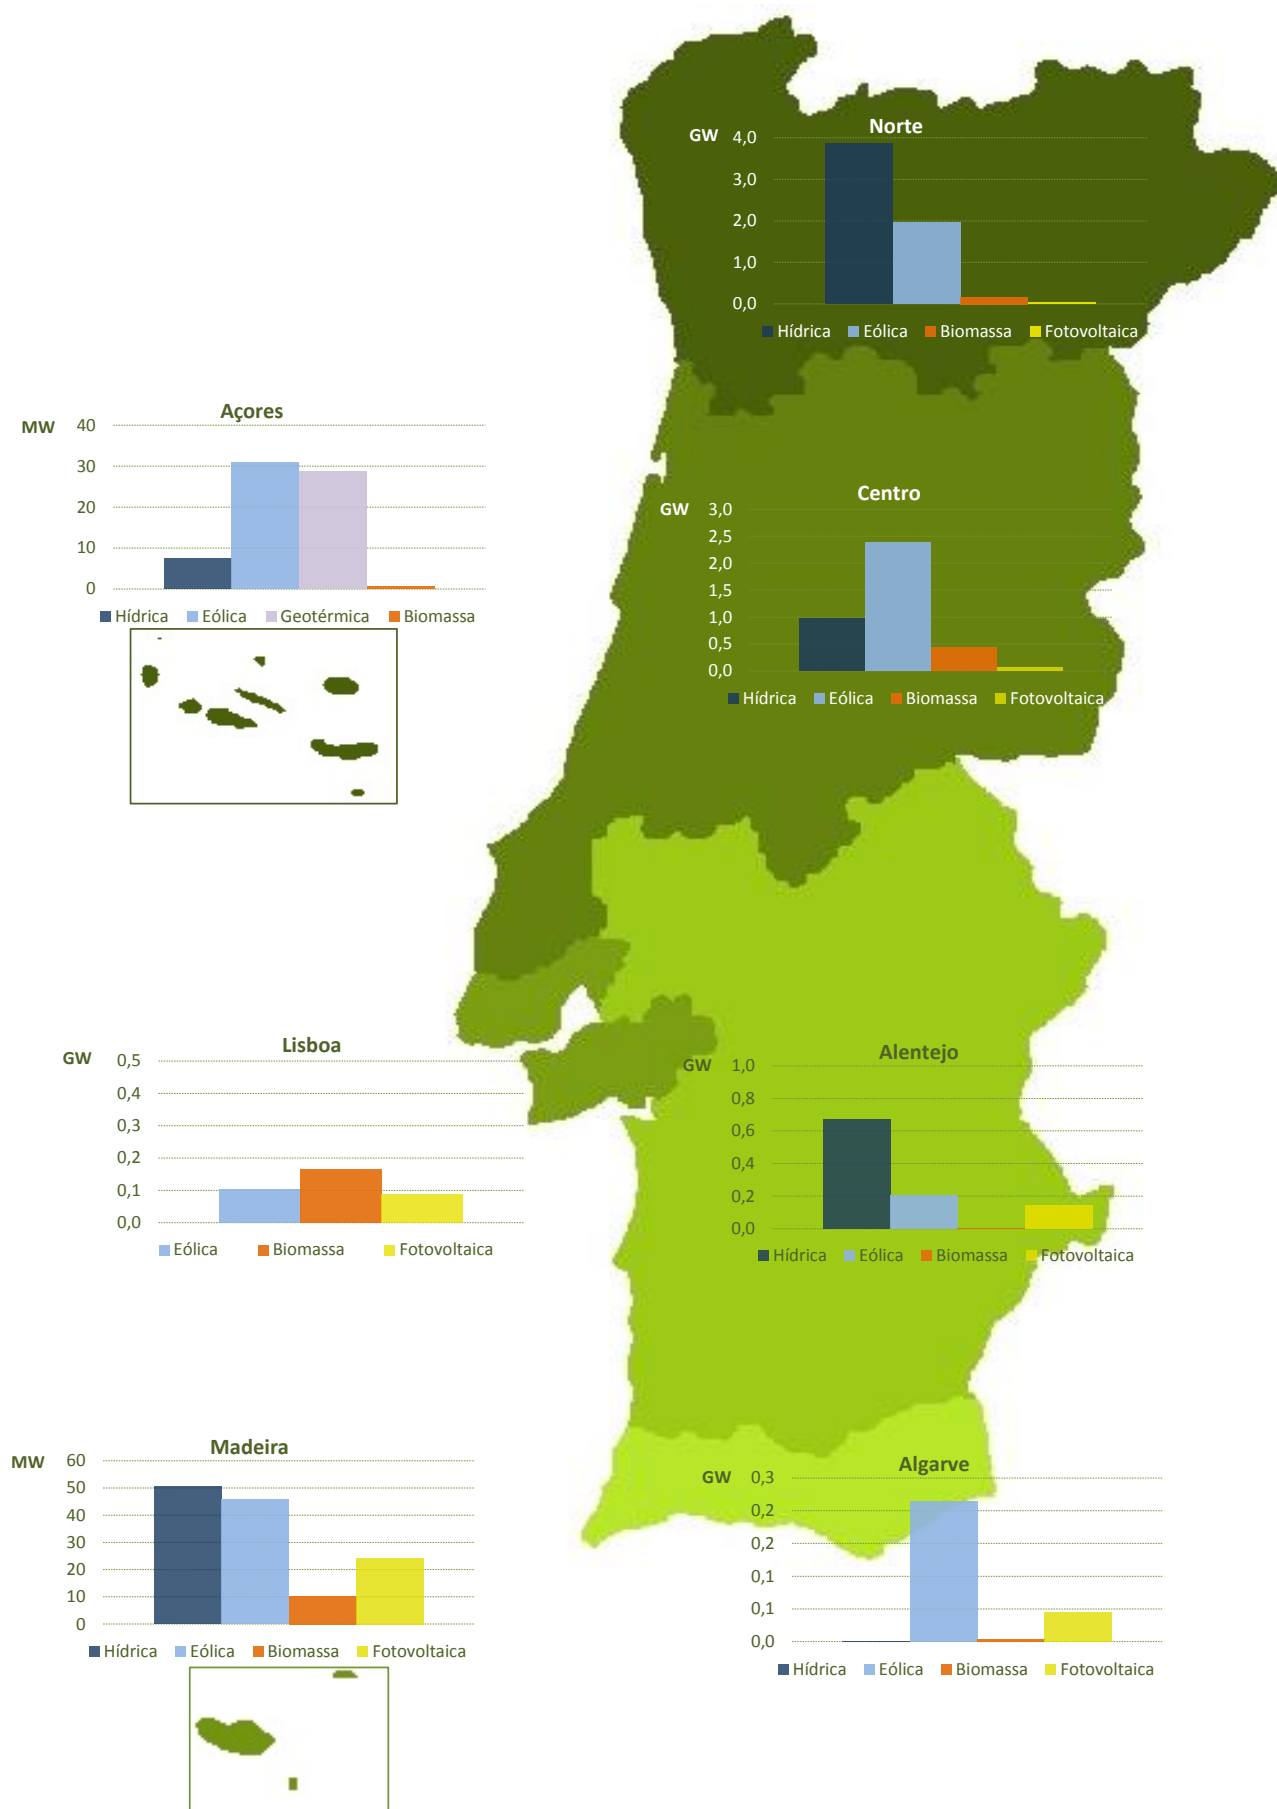 Norte
GW
4,0
3,0
2,0
1,0
0,0
Hídrica Eólica Biomassa Fotovoltaica
Açores
MW
40
30
20
10
0
Hídrica Eólica Geotérmica Biomassa
Centro
GW
3,0
2,5
2,0
1,5
1,0
0,5
0,0
Hídrica Eólica Biomassa Fotovoltaica
Lisboa
GW
0,5
0,4
0,3
0,2
0,1
0,0
Eólica Biomassa Fotovoltaica
Alentejo
GW
1,0
0,8
0,6
0,4
0,2
0,0
Hídrica Eólica Biomassa Fotovoltaica
Madeira
MW
60
50
40
30
20
10
0
Hídrica Eólica Biomassa Fotovoltaica
Algarve
GW
0,3
0,2
0,2
0,1
0,1
0,0
Hídrica Eólica Biomassa Fotovoltaica